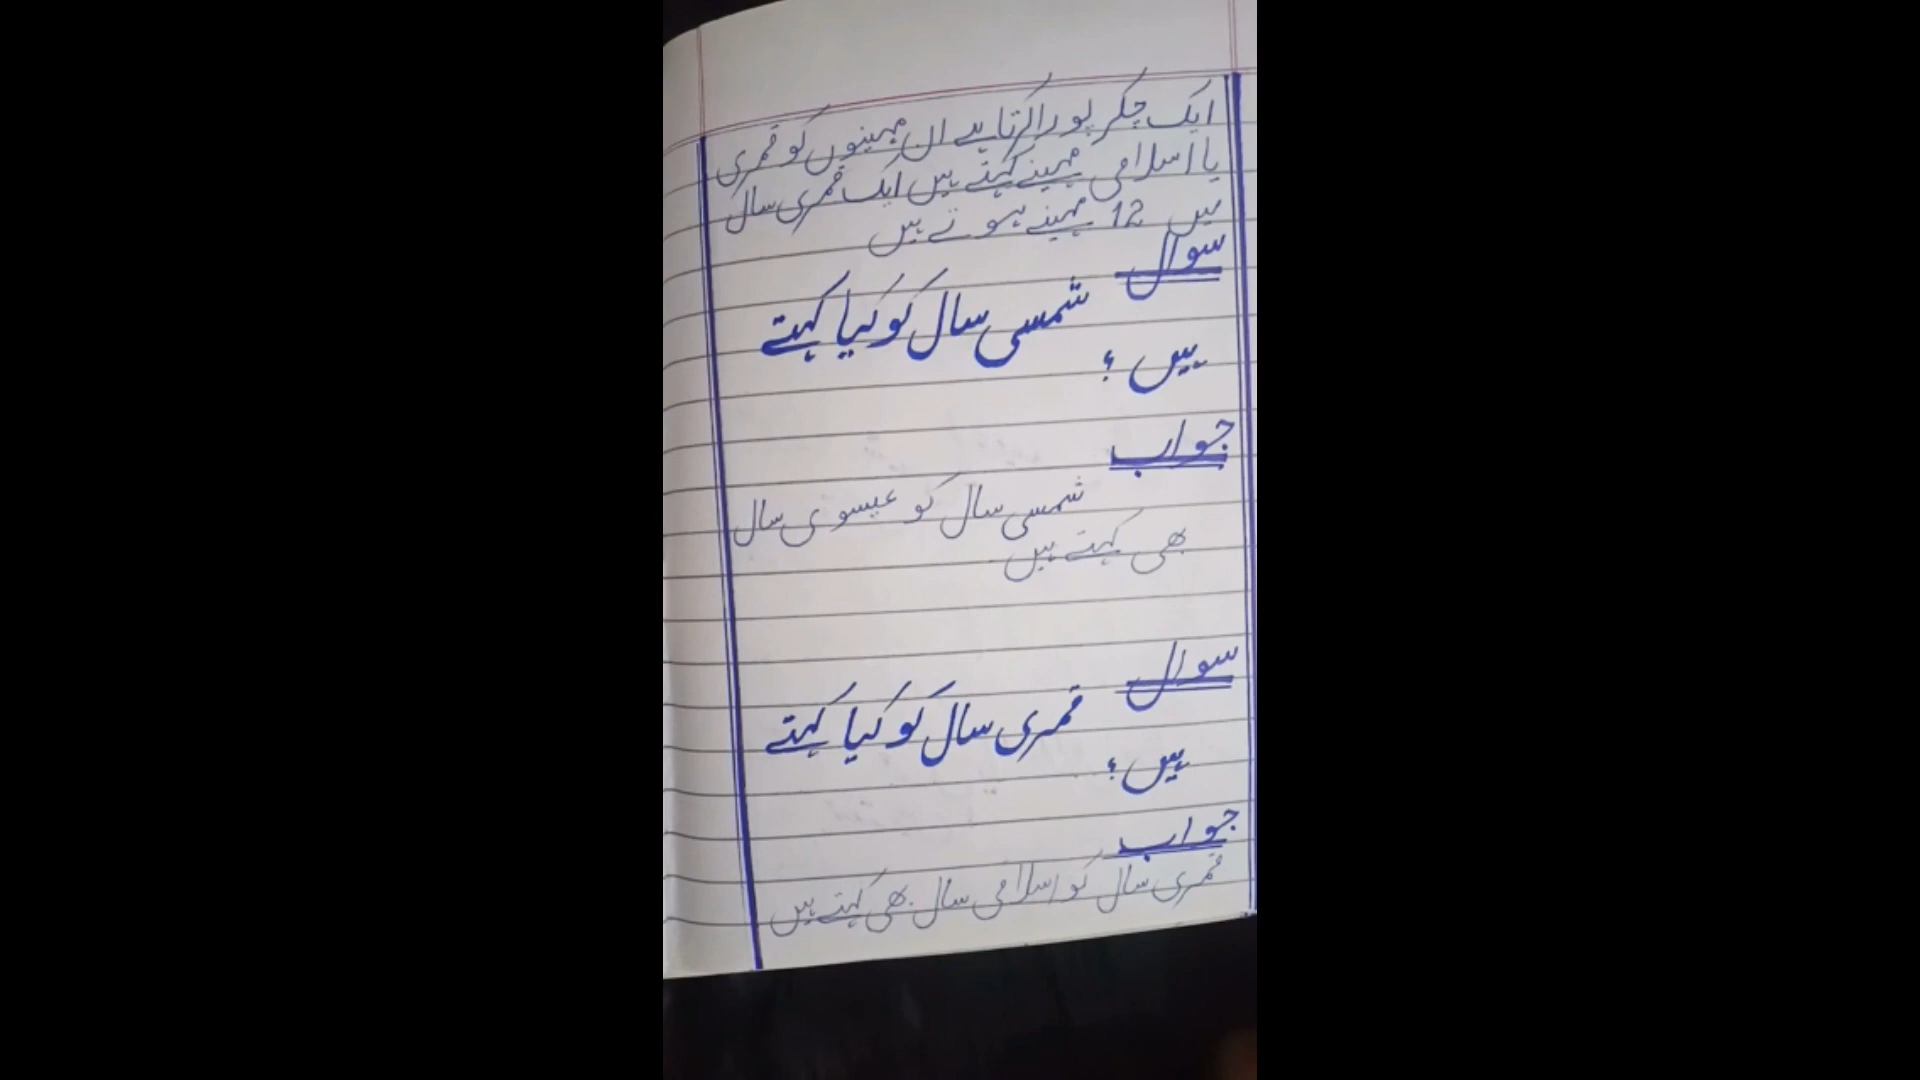 ایک چکر پورا کرتا ہے ان مہینوں کو قمری
یا اسلامی مہینے کہتے ہیں ایک قمری سال
میں 12 مہینے ہوتے ہیں
سوال
شمسی سال کو کیا کہتے
ہیں ؟
جواب
شمسی سال کو عیسوی سال
بھی کہتے ہیں
سوال
قمری سال کو کیا کہتے
ہیں ؟
جواب
قمری سال کو اسلامی سال بھی کہتے ہیں